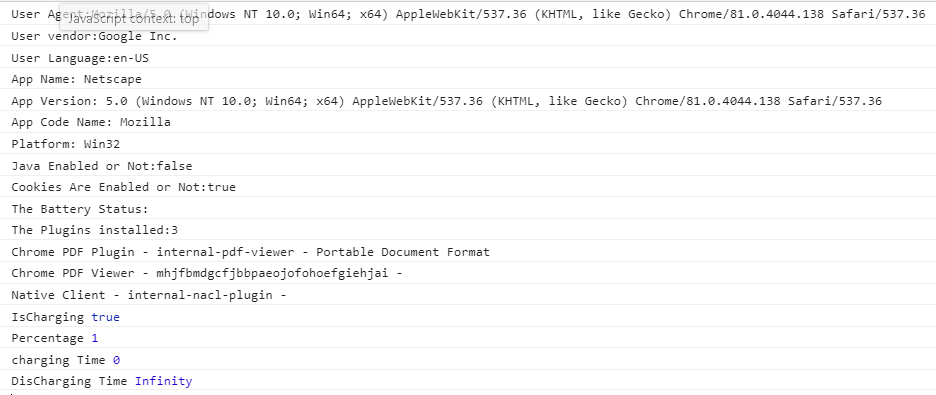 User Agent:Mozilla/5.0 (Windows NT 10.0; Win64; x64) AppleWebKit/537.36 (KHTML, like Gecko) Chrome/81.0.4044.138 Safari/537.36
JavaScript context: top
User vendor:Google Inc.
User Language:en-US
App Name: Netscape
App Version: 5.0 (Windows NT 10.0; Win64; x64) AppleWebKit/537.36 (KHTML, like Gecko) Chrome/81.0.4044.138 Safari/537.36
App Code Name: Mozilla
Platform: Win32
Java Enabled or Not:false
Cookies Are Enabled or Not:true
The Battery Status:
The Plugins installed:3
Chrome PDF Plugin - internal-pdf-viewer - Portable Document Format
Chrome PDF Viewer - mhjfbmdgcfjbbpaeojofohoefgiehjai -
Native Client - internal-nacl-plugin -
IsCharging true
Percentage 1
charging Time 0
DisCharging Time Infinity